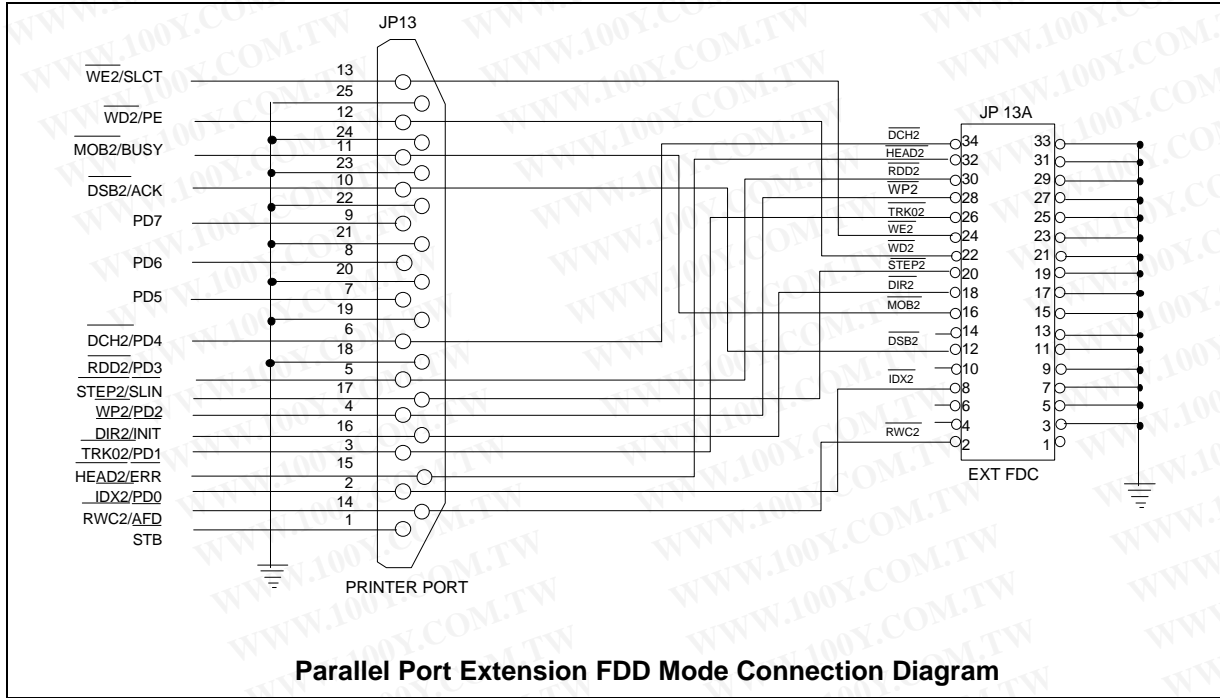 JP13
WE2/SLCT
13
25
WD2/PE
12
24
MOB2/BUSY
11
23
DSB2/ACK
10
22
PD7
9
21
PD6
8
20
PD5
7
19
DCH2/PD4
6
18
RDD2/PD3
5
STEP2/SLIN
17
WP2/PD2
4
DIR2/INIT
16
TRK02/PD1
3
HEAD2/ERR
15
IDX2/PD0
2
RWC2/AFD
14
STB
1
PRINTER PORT
JP 13A
DCH2
34 33
HEAD2
32 31
RDD2
30 29
WP2
28 27
TRK02
26 25
WE2
24 23
WD2
22 21
STEP2
20 19
DIR2
18 17
MOB2
16 15
14 13
DSB2
12 11
10 9
IDX2
8 7
6 5
4 3
RWC2
2 1
EXT FDC
Parallel Port Extension FDD Mode Connection Diagram
WWW.100Y.COM.TW